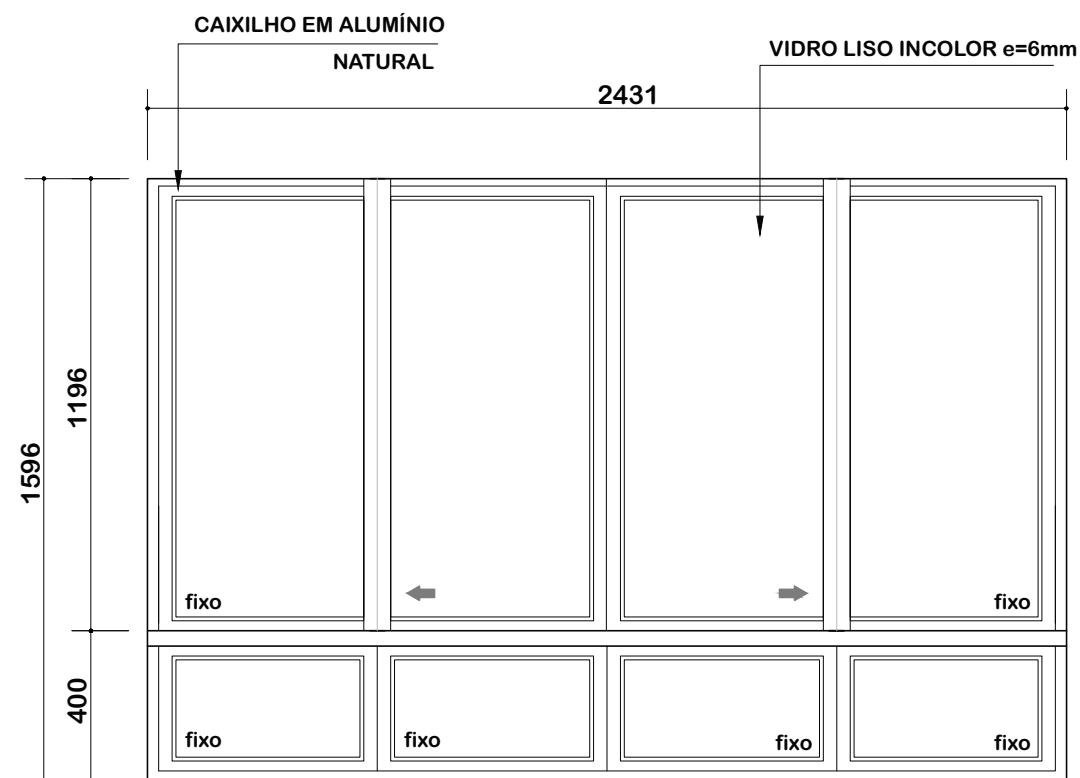 CAIXILHO EM ALUMÍNIO
NATURAL
VIDRO LISO INCOLOR e=6mm
2431
1196
1596
fixo
fixo
400
fixo
fixo
fixo
fixo